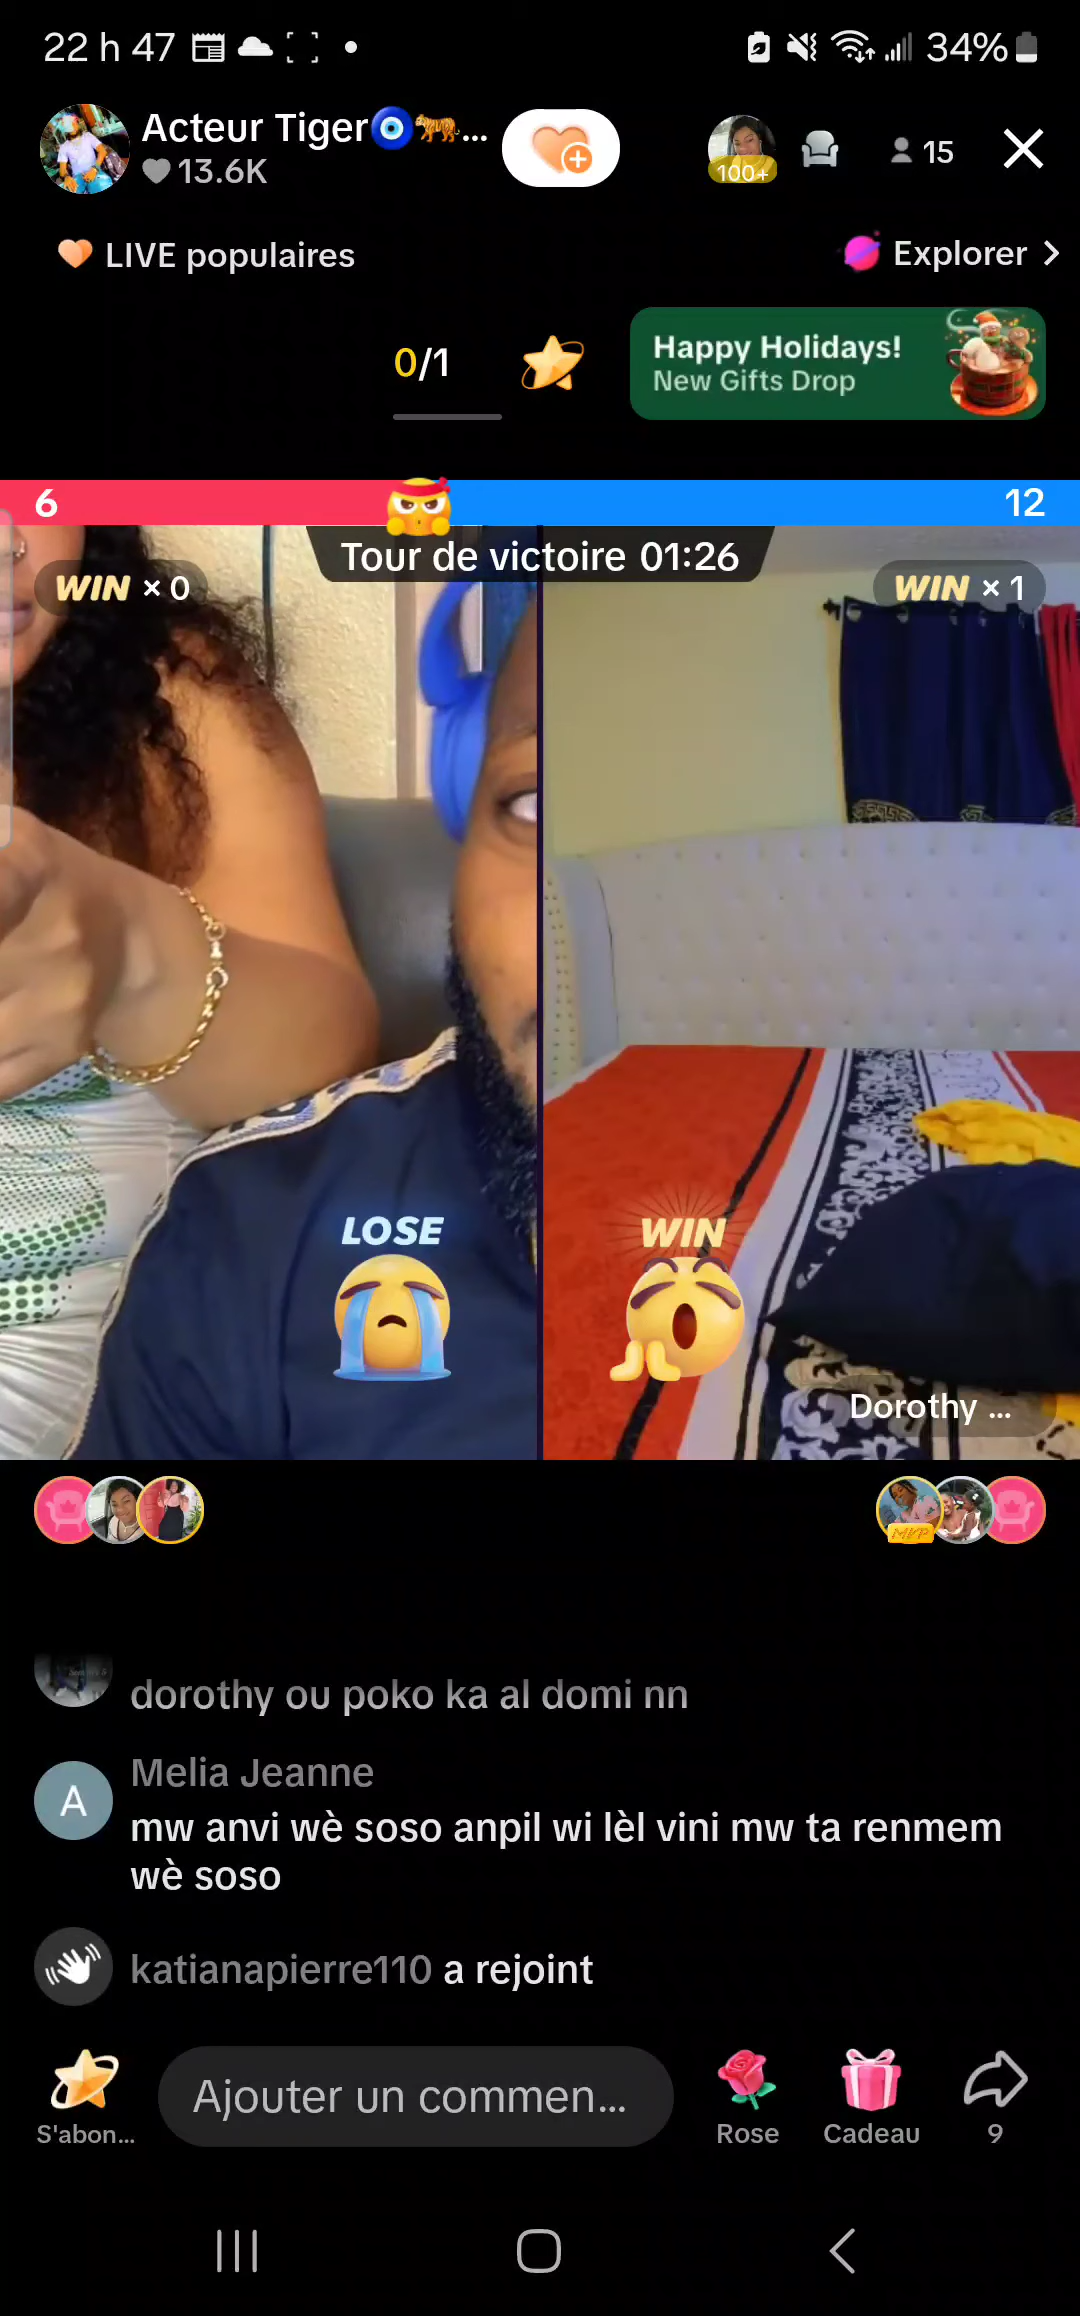 22 h 47
34%
Acteur Tiger🧿🐅...
13.6K
100+
15
LIVE populaires
Explorer
0/1
Happy Holidays!
New Gifts Drop
6
12
Tour de victoire 01:26
WIN × 0
WIN × 1
LOSE
WIN
Dorothy ...
MVP
dorothy ou poko ka al domi nn
Melia Jeanne
A
mw anvi wè soso anpil wi lèl vini mw ta renmem
wè soso
katianapierre110 a rejoint
Ajouter un commen...
S'abon...
Rose
Cadeau
9